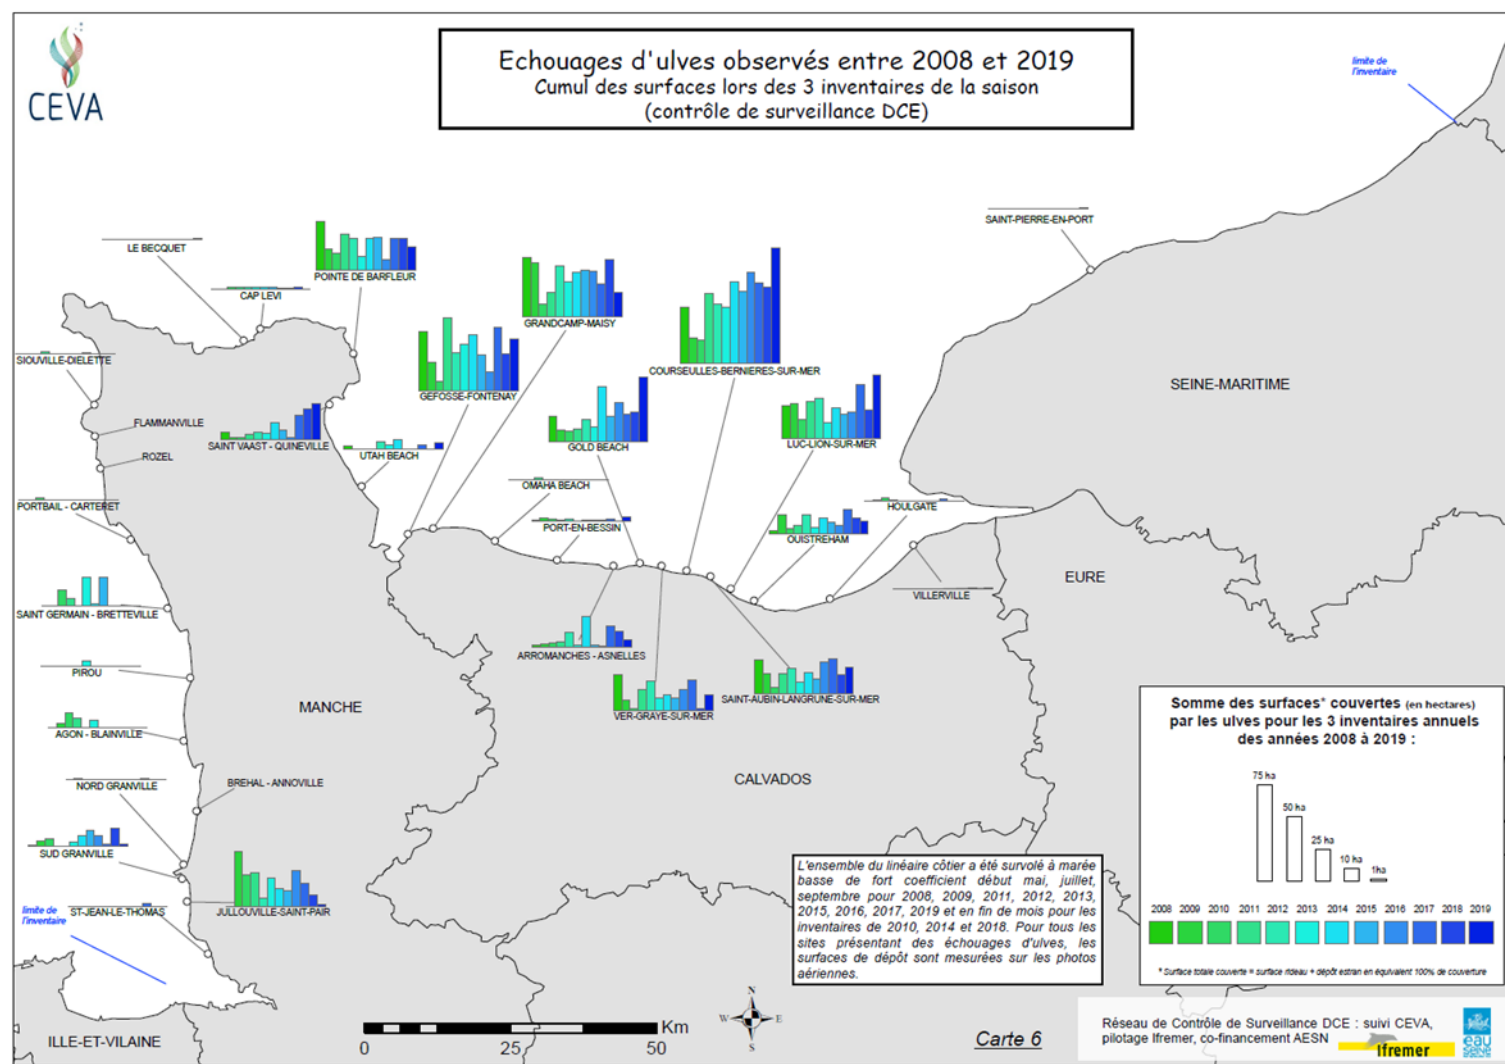 CEVA
Echouages d'ulves observés entre 2008 et 2019
Cumul des surfaces lors des 3 inventaires de la saison
(contrôle de surveillance DCE)
limite de
l'inventaire
SAINT-PIERRE-EN-PORT
LE BECQUET
POINTE DE BARFLEUR
CAP LEVI
GRANDCAMP-MAISY
SIOUVILLE-DIELETTE
COURSEULLES-BERNIERES-SUR-MER
SEINE-MARITIME
GEFOSSE-FONTENAY
FLAMMANVILLE
SAINT VAAST - QUINEVILLE
GOLD BEACH
LUC-LION-SUR-MER
UTAH BEACH
ROZEL
OMAHA BEACH
PORTBAIL - CARTERET
HOULGATE
PORT-EN-BESSIN
OUISTREHAM
EURE
VILLERVILLE
SAINT GERMAIN - BRETTEVILLE
ARROMANCHES - ASNELLES
PIROU
SAINT-AUBIN-LANGRUNE-SUR-MER
MANCHE
VER-GRAYE-SUR-MER
AGON - BLAINVILLE
CALVADOS
BREHAL - ANNOVILLE
NORD GRANVILLE
SUD GRANVILLE
ST-JEAN-LE-THOMAS
JULLOUVILLE-SAINT-PAIR
limite de
l'inventaire
ILLE-ET-VILAINE
Somme des surfaces* couvertes (en hectares)
par les ulves pour les 3 inventaires annuels
des années 2008 à 2019 :
75 ha
50 ha
25 ha
10 ha
1ha
2008 2009 2010 2011 2012 2013 2014 2015 2016 2017 2018 2019
* Surface totale couverte = surface rideau + dépôt estran en équivalent 100% de couverture
L'ensemble du linéaire côtier a été survolé à marée
basse de fort coefficient début mai, juillet,
septembre pour 2008, 2009, 2011, 2012, 2013,
2015, 2016, 2017, 2019 et en fin de mois pour les
inventaires de 2010, 2014 et 2018. Pour tous les
sites présentant des échouages d'ulves, les
surfaces de dépôt sont mesurées sur les photos
aériennes.
N
W E
S
Km
0 25 50
Carte 6
Réseau de Contrôle de Surveillance DCE : suivi CEVA,
pilotage Ifremer, co-financement AESN
Ifremer
eau
seine